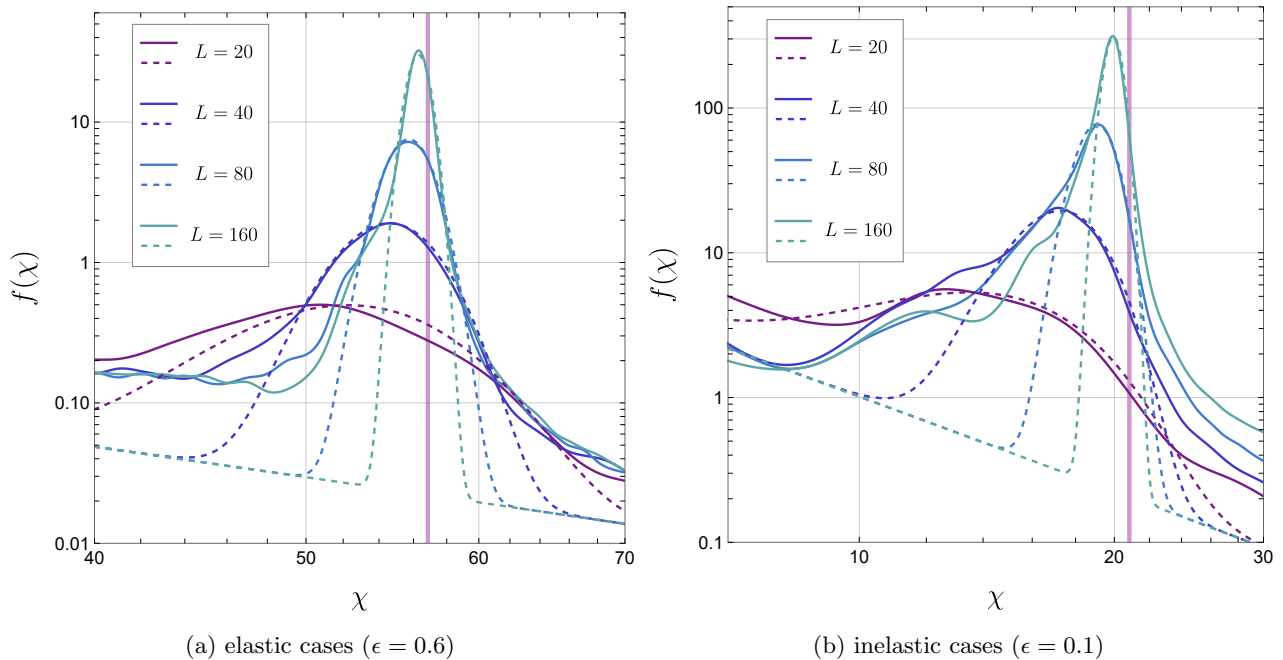 L = 20
L = 40
L = 80
L = 160
10
1
0.10
0.01
40
50
60
70
f(χ)
χ
(a) elastic cases (ϵ = 0.6)
L = 20
L = 40
L = 80
L = 160
100
10
1
0.1
10
20
30
f(χ)
χ
(b) inelastic cases (ϵ = 0.1)